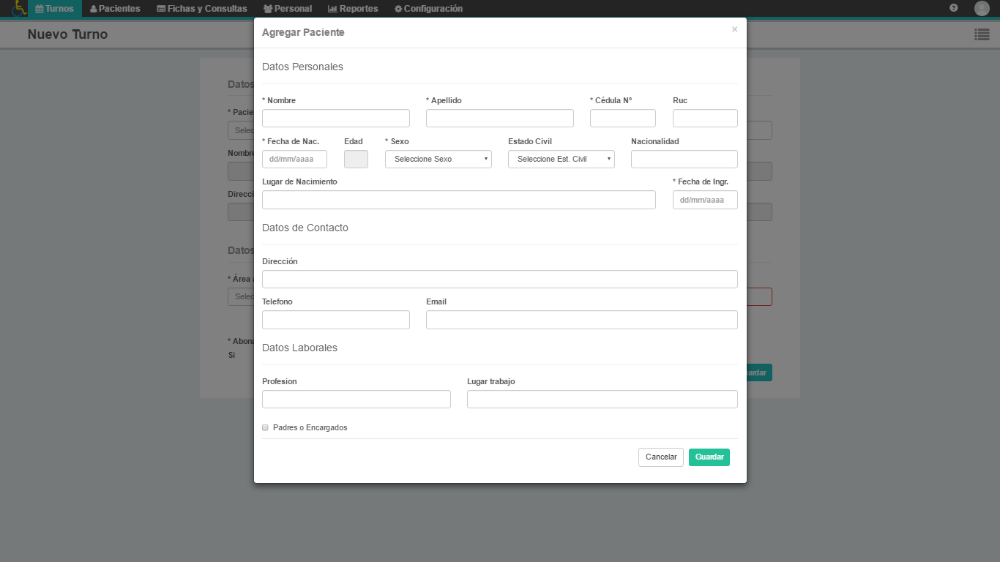 Turnos Pacientes Fichas y Consultas Personal Reportes Configuración
Nuevo Turno
Agregar Paciente ×
Datos Personales
* Nombre * Apellido * Cédula Nº Ruc
* Fecha de Nac. Edad * Sexo Estado Civil Nacionalidad
dd/mm/aaaa Seleccione Sexo Seleccione Est. Civil
Lugar de Nacimiento * Fecha de Ingr.
dd/mm/aaaa
Datos de Contacto
Dirección
Telefono Email
Datos Laborales
Profesion Lugar trabajo
Padres o Encargados
Cancelar Guardar
Datos
* Pacien
Selec
Nombre
Direcci
Datos
* Área a
Selec
* Abona
Si
uardar